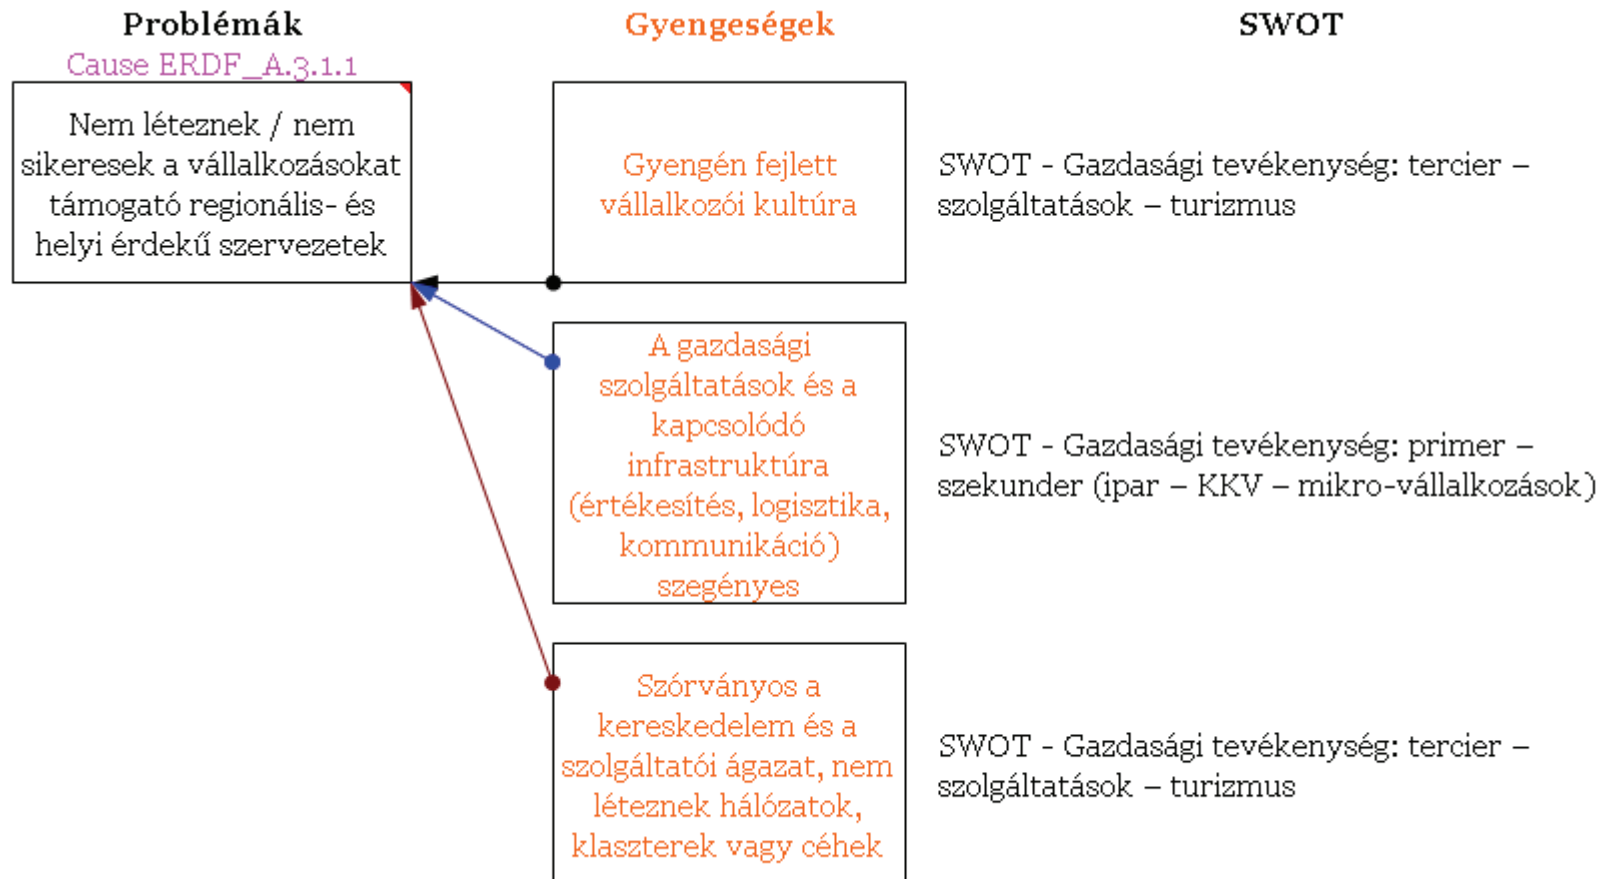 Problémák
Cause ERDF_A.3.1.1
Nem léteznek / nem
sikeresek a vállalkozásokat
támogató regionális- és
helyi érdekű szervezetek
Gyengeségek
Gyengén fejlett
vállalkozói kultúra
A gazdasági
szolgáltatások és a
kapcsolódó
infrastruktúra
(értékesítés, logisztika,
kommunikáció)
szegényes
Szórványos a
kereskedelem és a
szolgáltatói ágazat, nem
léteznek hálózatok,
klaszterek vagy céhek
SWOT
SWOT - Gazdasági tevékenység: tercier –
szolgáltatások – turizmus
SWOT - Gazdasági tevékenység: primer –
szekunder (ipar – KKV – mikro-vállalkozások)
SWOT - Gazdasági tevékenység: tercier –
szolgáltatások – turizmus